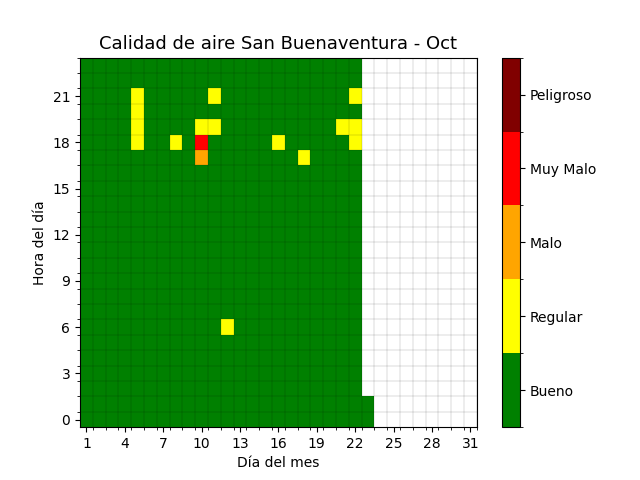 Calidad de aire San Buenaventura - Oct
Peligroso
Muy Malo
Malo
Regular
Bueno
Hora del día
21
18
15
12
9
6
3
0
1 4 7 10 13 16 19 22 25 28 31
Día del mes